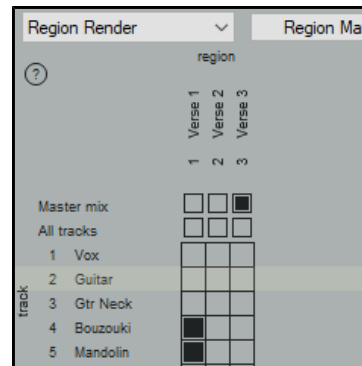 Region Render
Region Ma
region
?
Verse 1
Verse 2
Verse 3
1
2
3
Master mix
All tracks
track
1 Vox
2 Guitar
3 Gtr Neck
4 Bouzouki
5 Mandolin